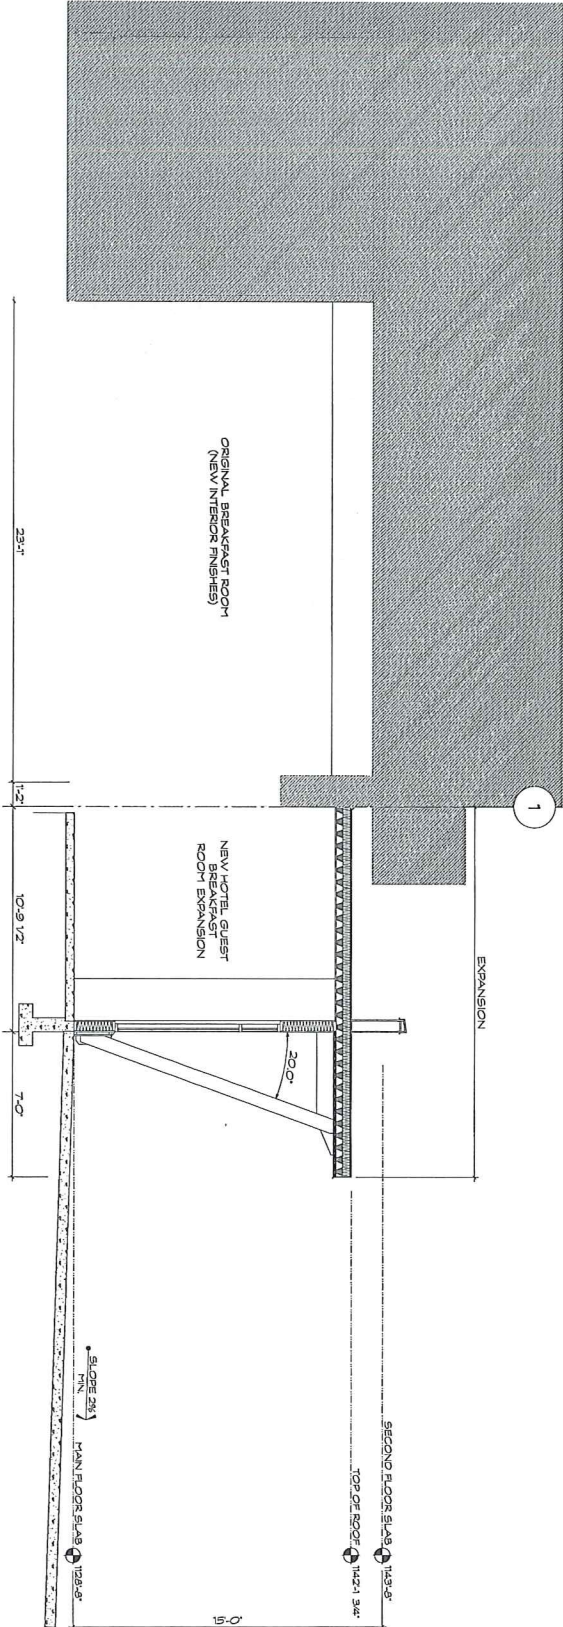 1
EXPANSION
SECOND FLOOR SLAB
1143'-8"
TOP OF ROOF
1142'-1 3/4"
15'-0"
MAIN FLOOR SLAB
1128'-8"
SLOPE 2%
MIN.
20.0°
ORIGINAL BREAKFAST ROOM
(NEW INTERIOR FINISHES)
NEW HOTEL GUEST
BREAKFAST
ROOM EXPANSION
23'-1"
1'-2"
10'-9 1/2"
7'-0"